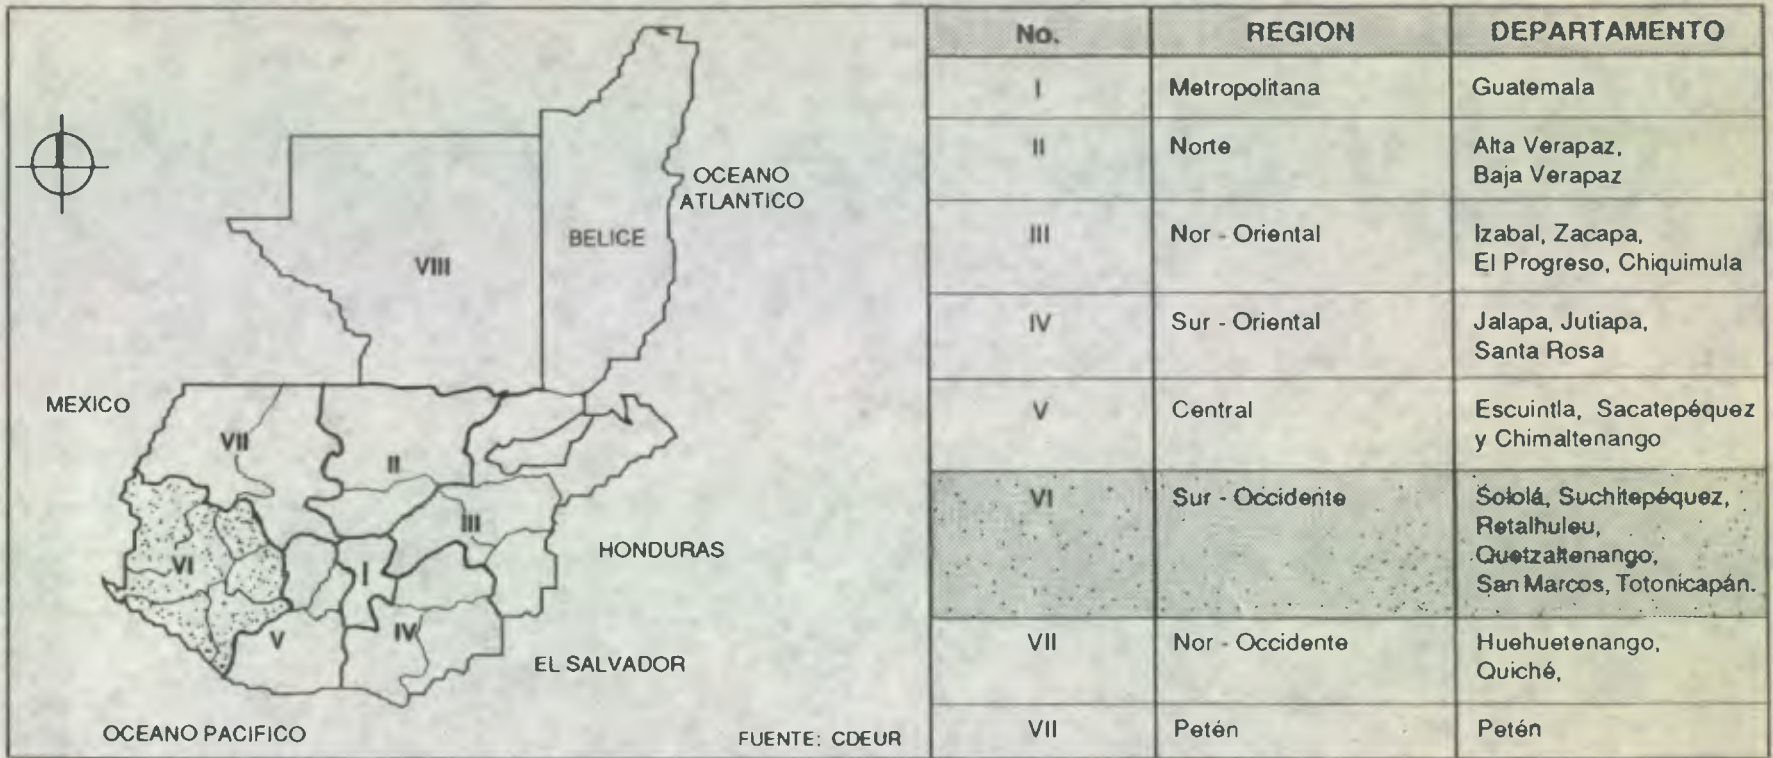 OCEANO
ATLANTICO
BELICE
VIII
MEXICO
VII
II
III
HONDURAS
VI
I
V
IV
EL SALVADOR
OCEANO PACIFICO
FUENTE: CDEUR
No. REGION DEPARTAMENTO
I Metropolitana Guatemala
II Norte Alta Verapaz,
Baja Verapaz
III Nor - Oriental Izabal, Zacapa,
El Progreso, Chiquimula
IV Sur - Oriental Jalapa, Jutiapa,
Santa Rosa
V Central Escuintla, Sacatepéquez
y Chimaltenango
VI Sur - Occidente Sololá, Suchitepéquez,
Retalhuleu,
Quetzaltenango,
San Marcos, Totonicapán.
VII Nor - Occidente Huehuetenango,
Quiché,
VII Petén Petén